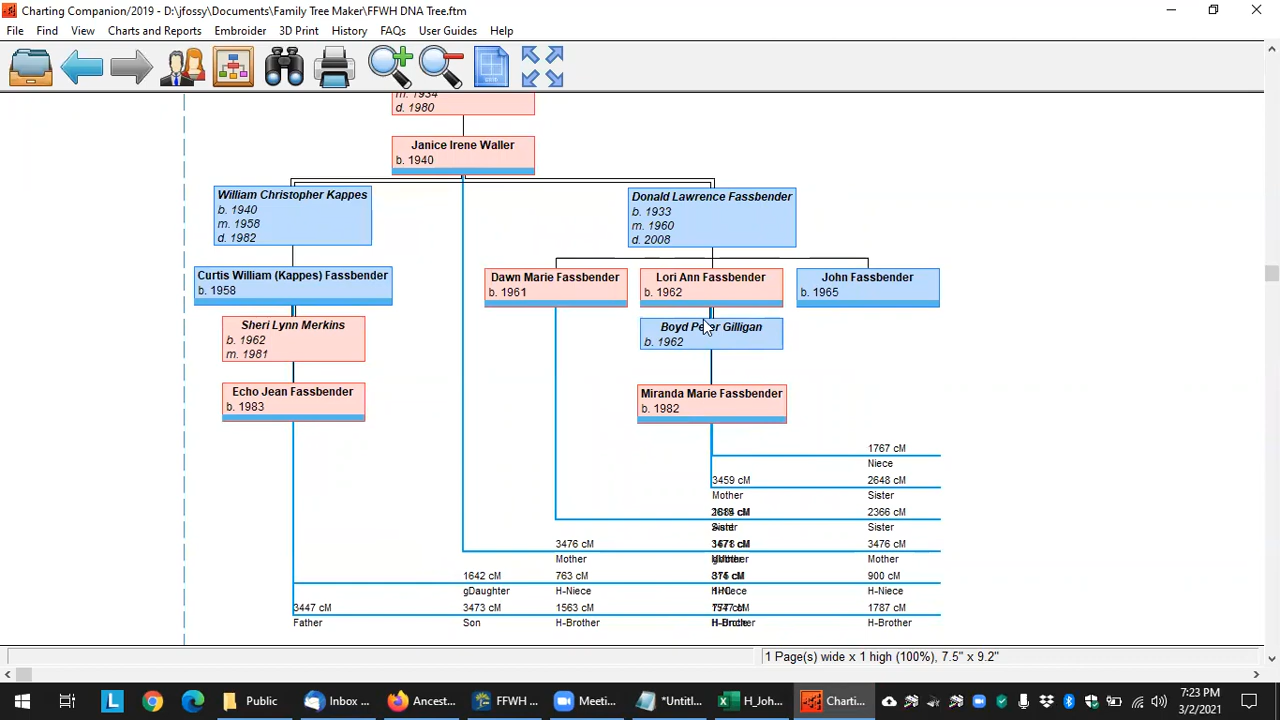 Charting Companion/2019 - D:\jfossy\Documents\Family Tree Maker\FFWH DNA Tree.ftm
File Find View Charts and Reports Embroider 3D Print History FAQs User Guides Help
d. 1980
Janice Irene Waller
b. 1940
William Christopher Kappes
b. 1940
m. 1958
d. 1982
Donald Lawrence Fassbender
b. 1933
m. 1960
d. 2008
Curtis William (Kappes) Fassbender
b. 1958
Dawn Marie Fassbender
b. 1961
Lori Ann Fassbender
b. 1962
John Fassbender
b. 1965
Sheri Lynn Merkins
b. 1962
m. 1981
Boyd Peter Gilligan
b. 1962
Echo Jean Fassbender
b. 1983
Miranda Marie Fassbender
b. 1982
1767 cM
Niece
3459 cM 2648 cM
Mother Sister
2366 cM
Sister
3476 cM 3476 cM
Mother Mother
1642 cM 763 cM 900 cM
gDaughter H-Niece H-Niece
3447 cM 3473 cM 1563 cM 1787 cM
Father Son H-Brother H-Brother
1 Page(s) wide x 1 high (100%), 7.5" x 9.2"
Public Inbox ... Ancest... FFWH ... Meeti... *Untitl... H_Joh... Charti...
7:23 PM
3/2/2021